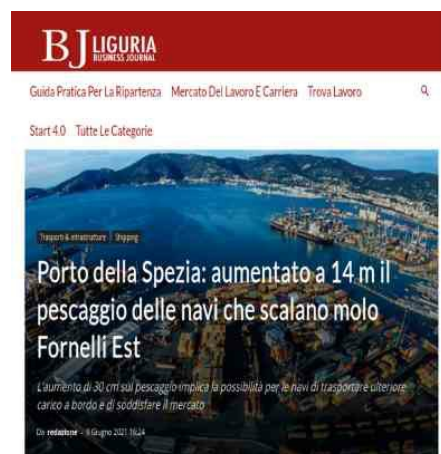 BJ LIGURIA
BUSINESS JOURNAL
Guida Pratica Per La Ripartenza Mercato Del Lavoro E Carriera Trova Lavoro
Start 4.0 Tutte Le Categorie
Trasporti & infrastrutture Shipping
Porto della Spezia: aumentato a 14 m il
pescaggio delle navi che scalano molo
Fornelli Est
L'aumento di 30 cm sul pescaggio implica la possibilità per le navi di trasportare ulteriore
carico a bordo e di soddisfare il mercato
Da redazione - 9 Giugno 2021 16:24